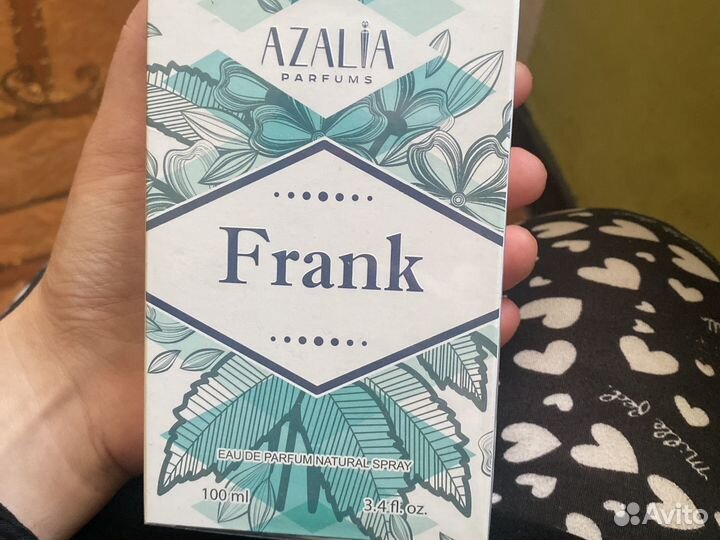 AZALIA
PARFUMS
Frank
EAU DE PARFUM NATURAL SPRAY
100 ml
3.4 fl. oz.
Avito